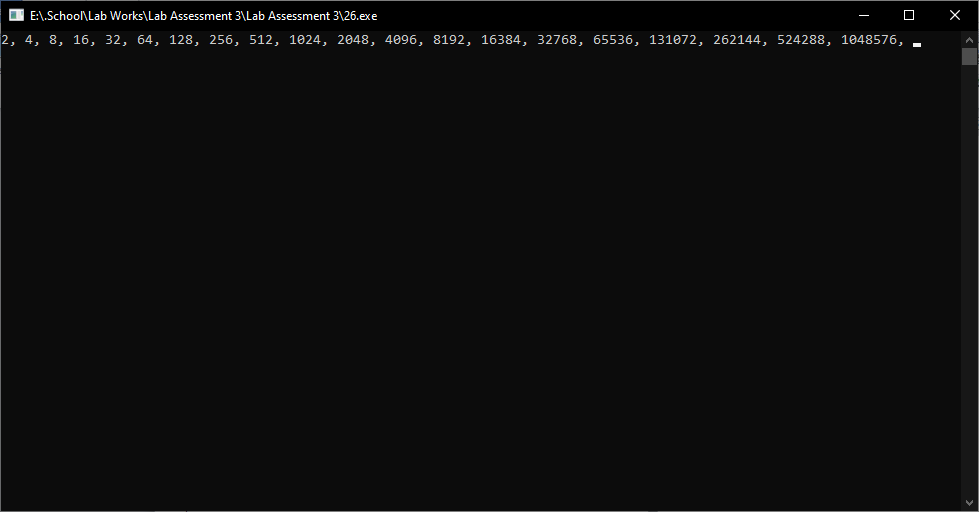 E:\.School\Lab Works\Lab Assessment 3\Lab Assessment 3\26.exe
2, 4, 8, 16, 32, 64, 128, 256, 512, 1024, 2048, 4096, 8192, 16384, 32768, 65536, 131072, 262144, 524288, 1048576,